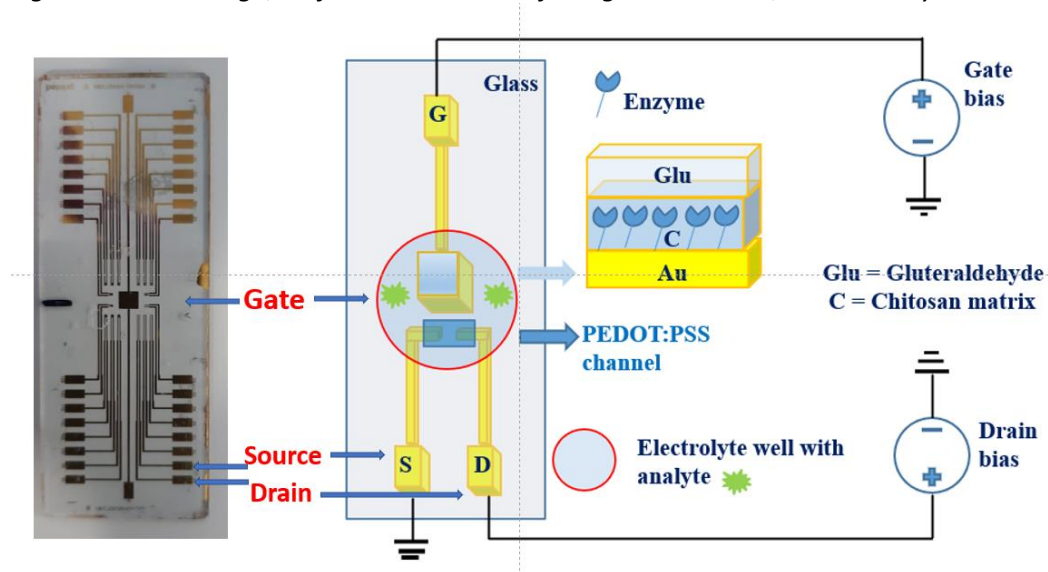 Glass
G
Enzyme
Gate
bias
Glu
C
Au
Glu = Gluteraldehyde
C = Chitosan matrix
Gate
PEDOT:PSS
channel
Source
Drain
S
D
Electrolyte well with
analyte
Drain
bias